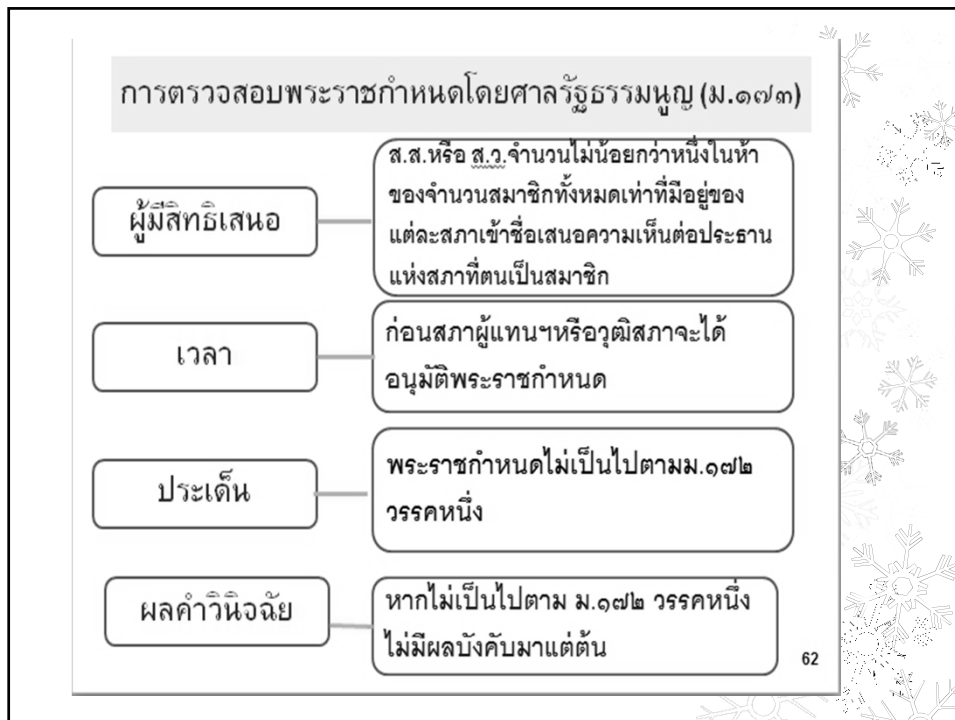 การตรวจสอบพระราชกำหนดโดยศาลรัฐธรรมนูญ (ม.๑๗๓)
ผู้มีสิทธิเสนอ
ส.ส.หรือ ส.ว.จำนวนไม่น้อยกว่าหนึ่งในห้า
ของจำนวนสมาชิกทั้งหมดเท่าที่มีอยู่ของ
แต่ละสภาเข้าชื่อเสนอความเห็นต่อประธาน
แห่งสภาที่ตนเป็นสมาชิก
เวลา
ก่อนสภาผู้แทนฯหรือวุฒิสภาจะได้
อนุมัติพระราชกำหนด
ประเด็น
พระราชกำหนดไม่เป็นไปตามม.๑๗๒
วรรคหนึ่ง
ผลคำวินิจฉัย
หากไม่เป็นไปตาม ม.๑๗๒ วรรคหนึ่ง
ไม่มีผลบังคับมาแต่ต้น
62